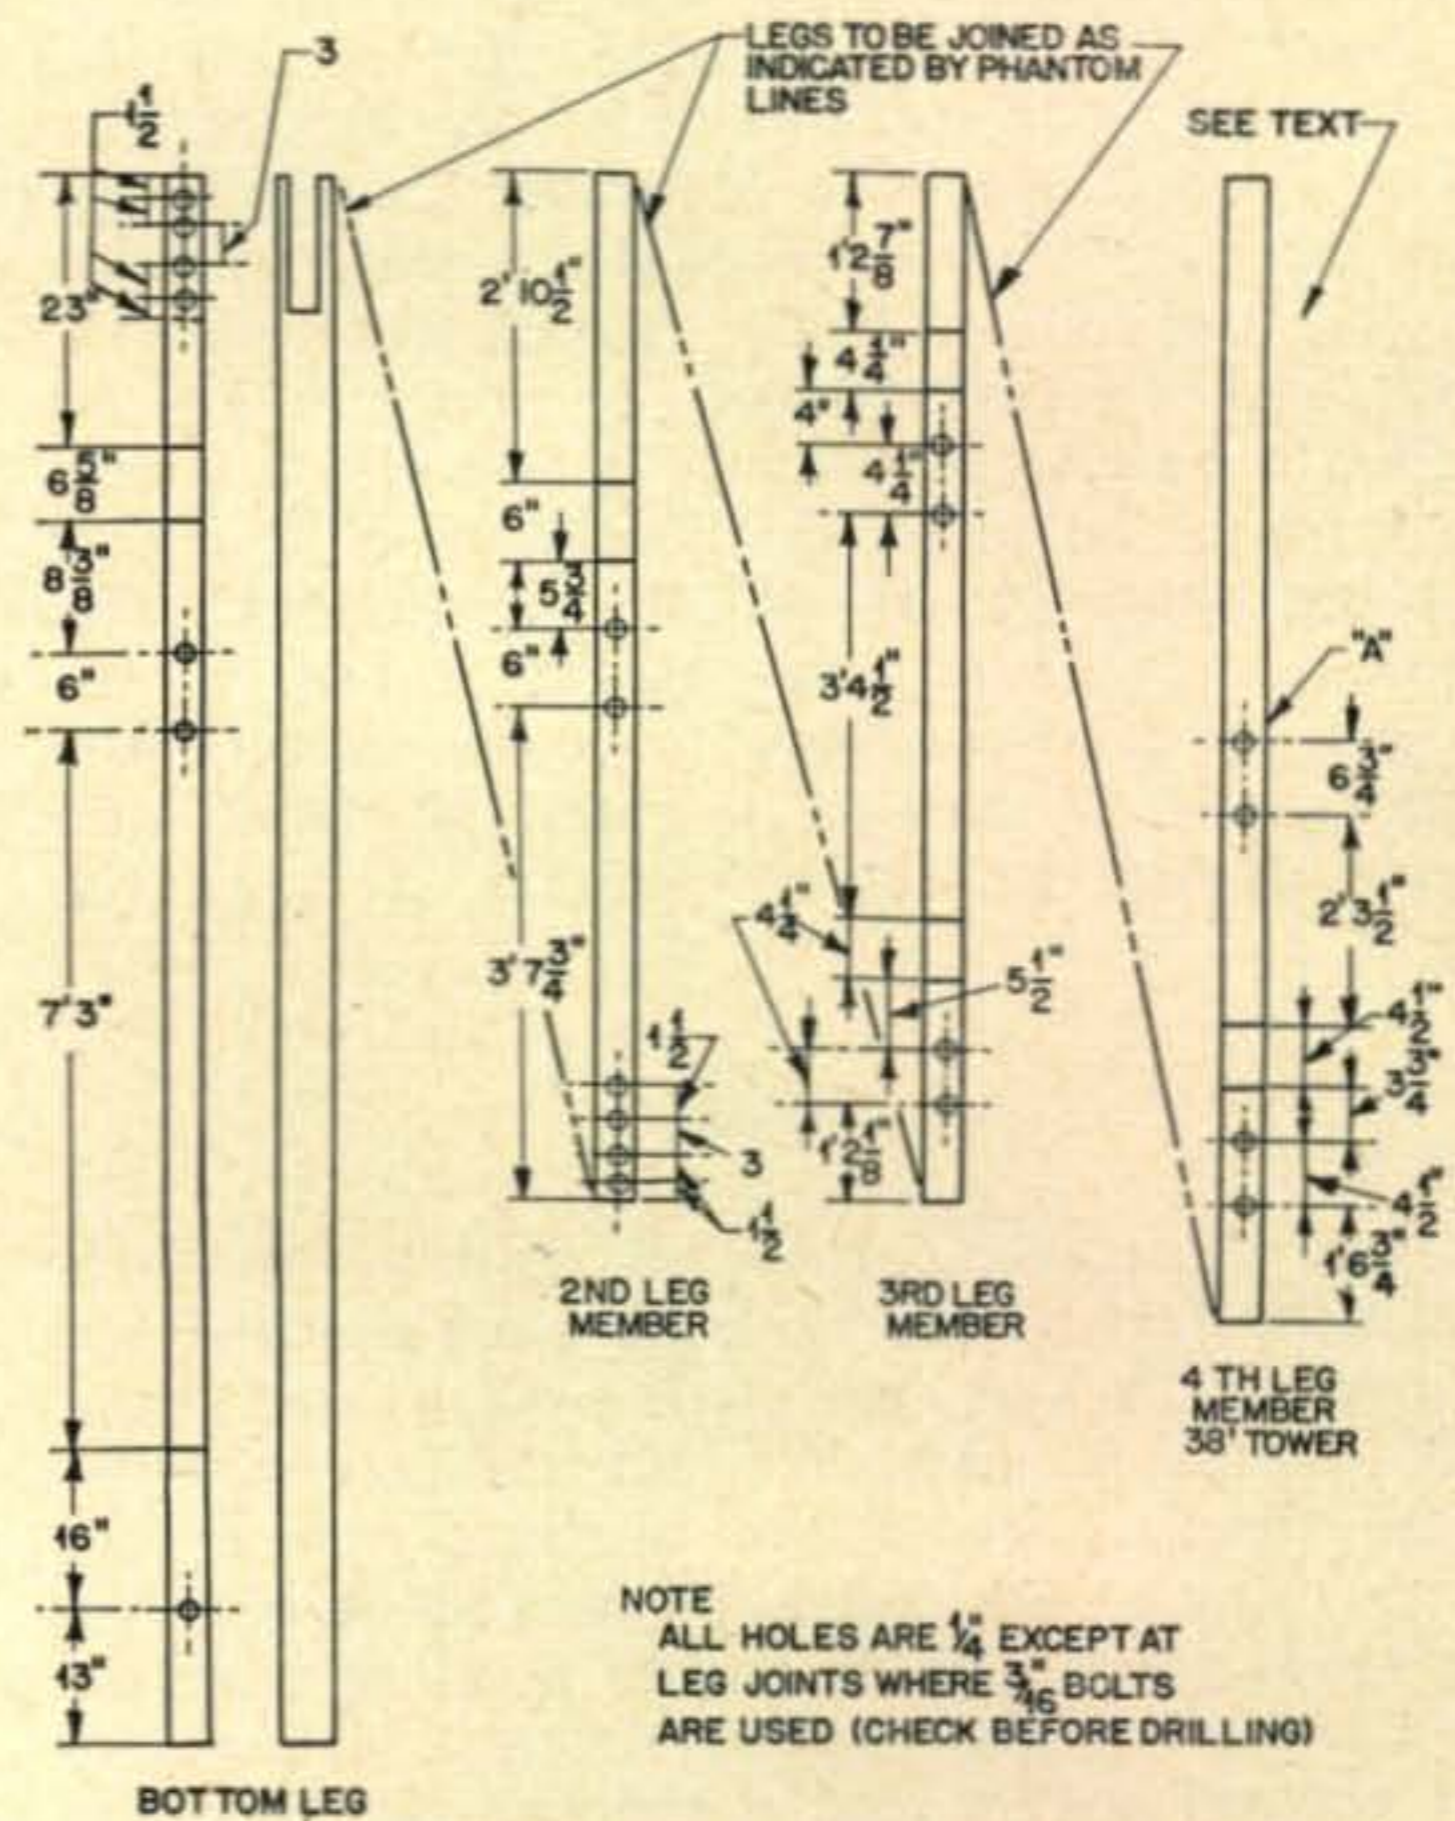 3
LEGS TO BE JOINED AS
INDICATED BY PHANTOM
LINES
1 1/2
SEE TEXT
23"
6 5/8"
8 3/8"
6"
7' 3"
16"
13"
BOTTOM LEG
2' 10 1/2"
6"
5 3/4
6"
3' 7 3/4"
1 1/2
3
1 1/2
2ND LEG
MEMBER
1' 2 7/8"
4 1/4"
4"
4 1/4"
3' 4 1/2"
4 1/4"
5 1/2"
1' 2 1/8"
3RD LEG
MEMBER
"A"
6 3/4"
2' 3 1/2"
4 1/2"
3 3/4"
4 1/2"
1' 6 3/4"
4 TH LEG
MEMBER
38' TOWER
NOTE
ALL HOLES ARE 1/4" EXCEPT AT
LEG JOINTS WHERE 3/16" BOLTS
ARE USED (CHECK BEFORE DRILLING)